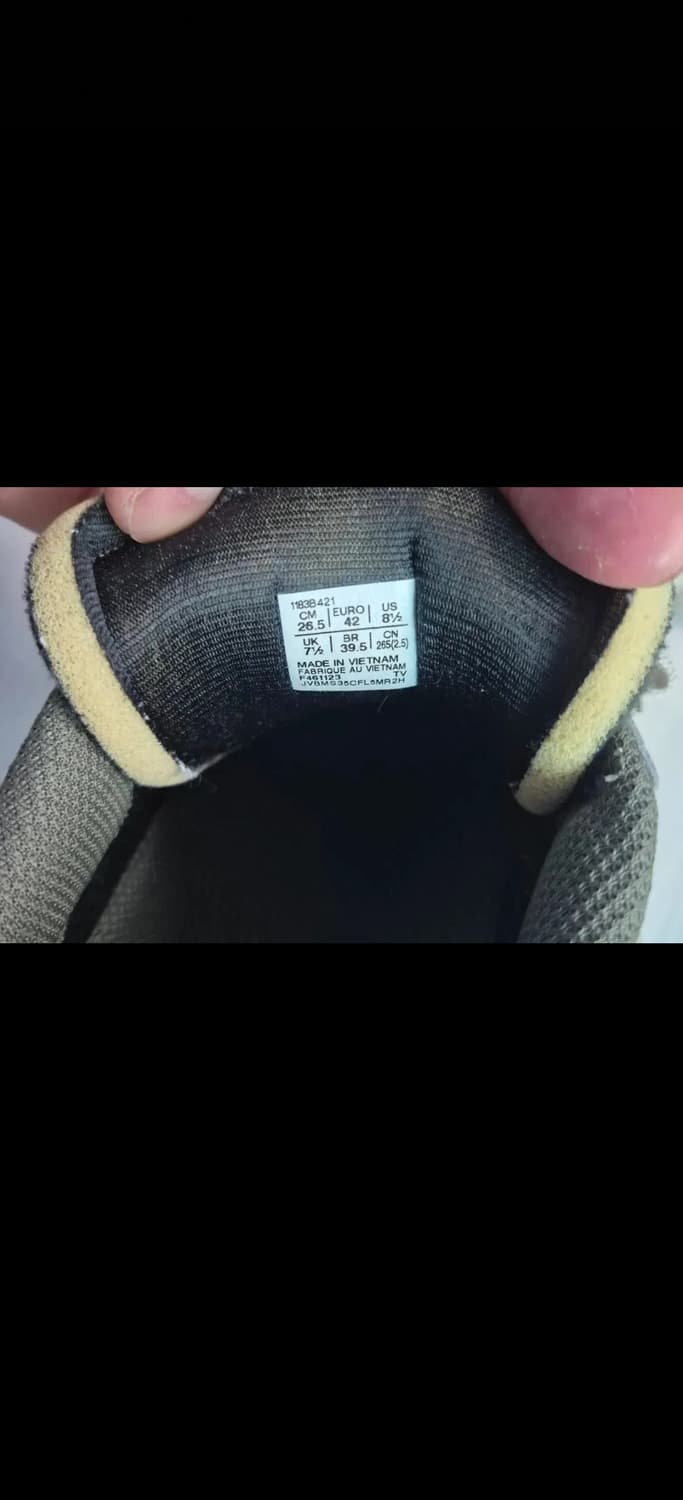 1183B421
CM 26.5 | EURO 42 | US 8½
UK 7½ | BR 39.5 | CN 265(2.5)
MADE IN VIETNAM
FABRIQUE AU VIETNAM
F461123 TV